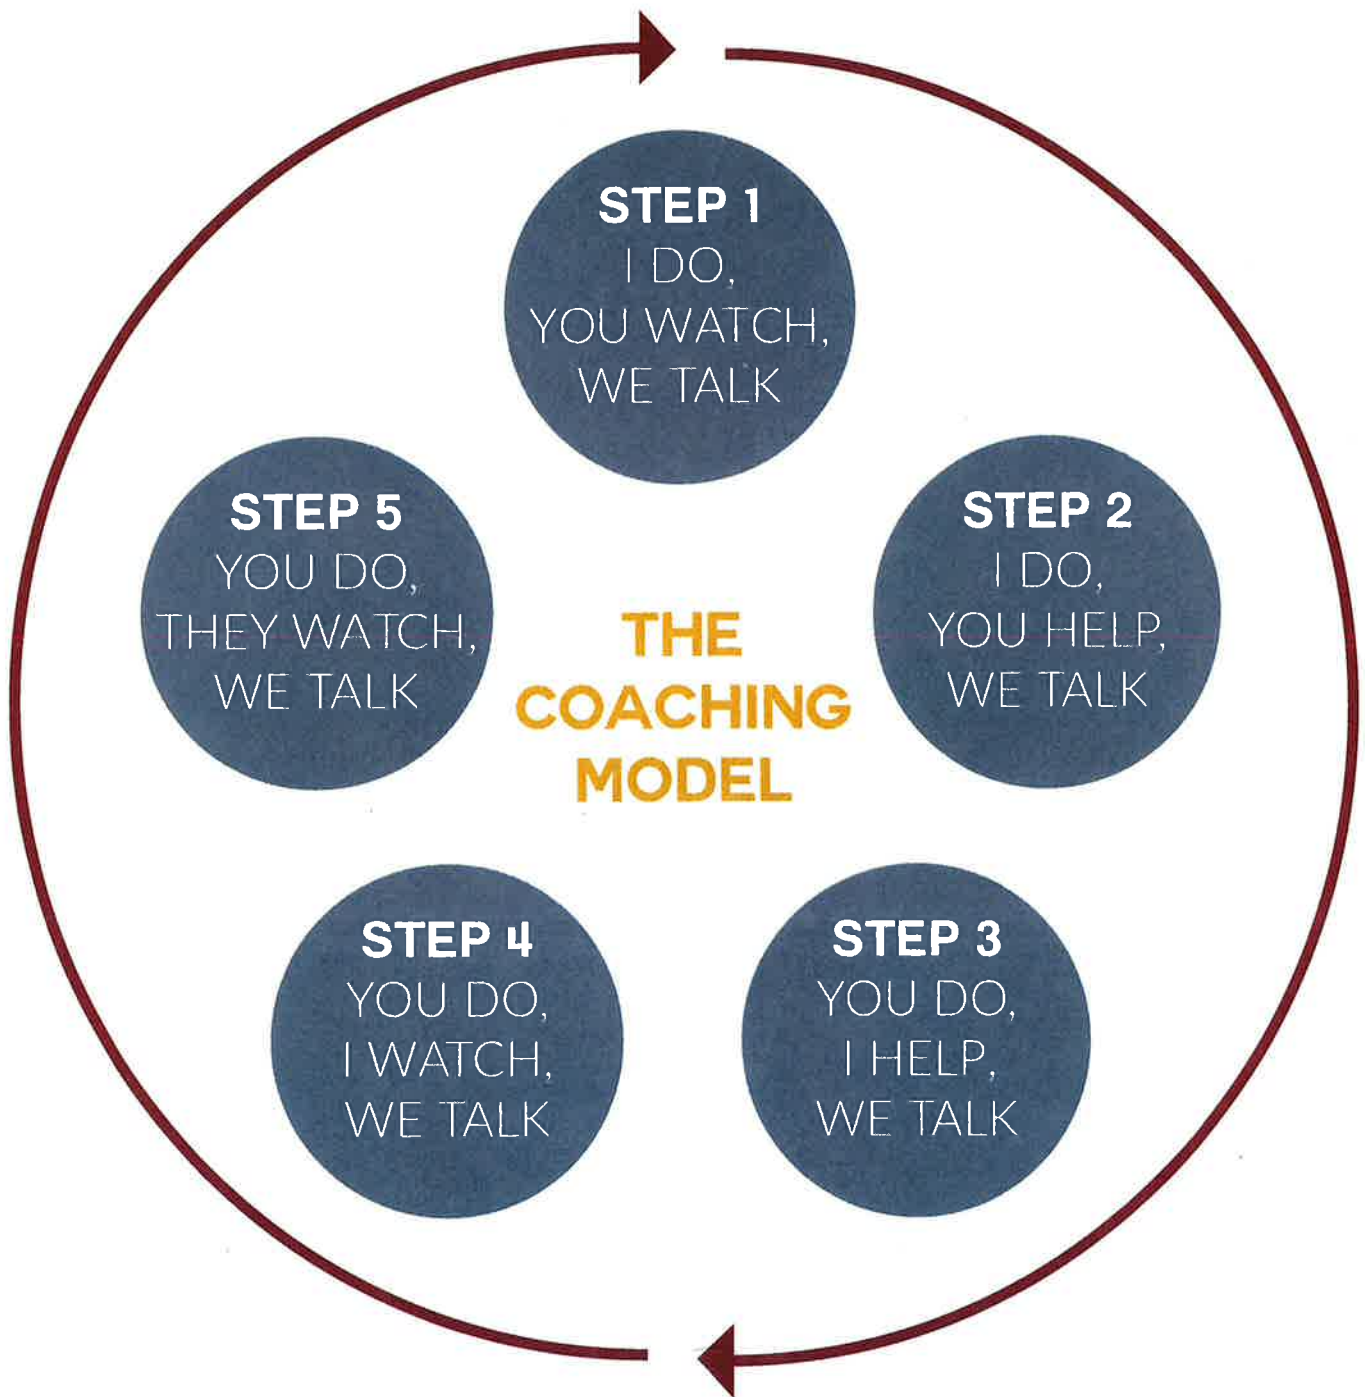 STEP 1
I DO,
YOU WATCH,
WE TALK
STEP 2
I DO,
YOU HELP,
WE TALK
STEP 3
YOU DO,
I HELP,
WE TALK
STEP 4
YOU DO,
I WATCH,
WE TALK
STEP 5
YOU DO,
THEY WATCH,
WE TALK
THE
COACHING
MODEL